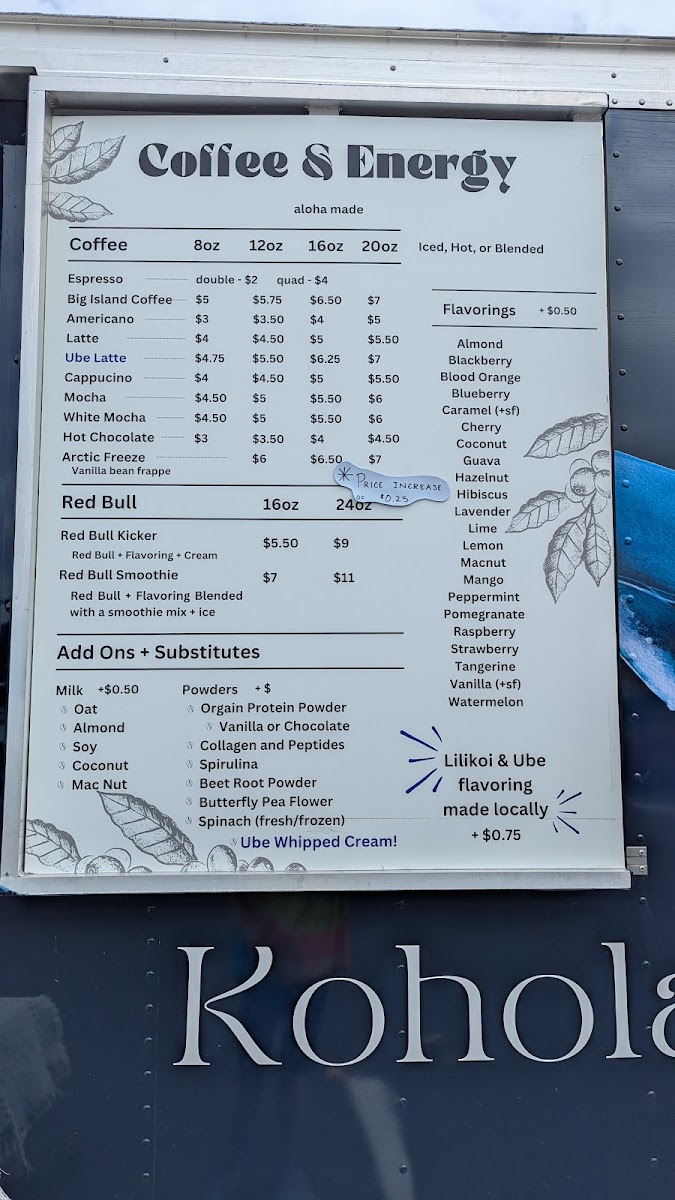 Coffee & Energy
aloha made
Coffee 8oz 12oz 16oz 20oz
Iced, Hot, or Blended
Espresso double - $2 quad - $4
Big Island Coffee $5 $5.75 $6.50 $7
Americano $3 $3.50 $4 $5
Latte $4 $4.50 $5 $5.50
Ube Latte $4.75 $5.50 $6.25 $7
Cappucino $4 $4.50 $5 $5.50
Mocha $4.50 $5 $5.50 $6
White Mocha $4.50 $5 $5.50 $6
Hot Chocolate $3 $3.50 $4 $4.50
Arctic Freeze $6 $6.50 $7
Vanilla bean frappe
* PRICE INCREASE
OF $0.25
Red Bull 16oz 24oz
Red Bull Kicker $5.50 $9
Red Bull + Flavoring + Cream
Red Bull Smoothie $7 $11
Red Bull + Flavoring Blended
with a smoothie mix + ice
Add Ons + Substitutes
Milk +$0.50
Oat
Almond
Soy
Coconut
Mac Nut
Powders + $
Orgain Protein Powder
Vanilla or Chocolate
Collagen and Peptides
Spirulina
Beet Root Powder
Butterfly Pea Flower
Spinach (fresh/frozen)
Ube Whipped Cream!
Flavorings + $0.50
Almond
Blackberry
Blood Orange
Blueberry
Caramel (+sf)
Cherry
Coconut
Guava
Hazelnut
Hibiscus
Lavender
Lime
Lemon
Macnut
Mango
Peppermint
Pomegranate
Raspberry
Strawberry
Tangerine
Vanilla (+sf)
Watermelon
Lilikoi & Ube
flavoring
made locally
+ $0.75
Kohola